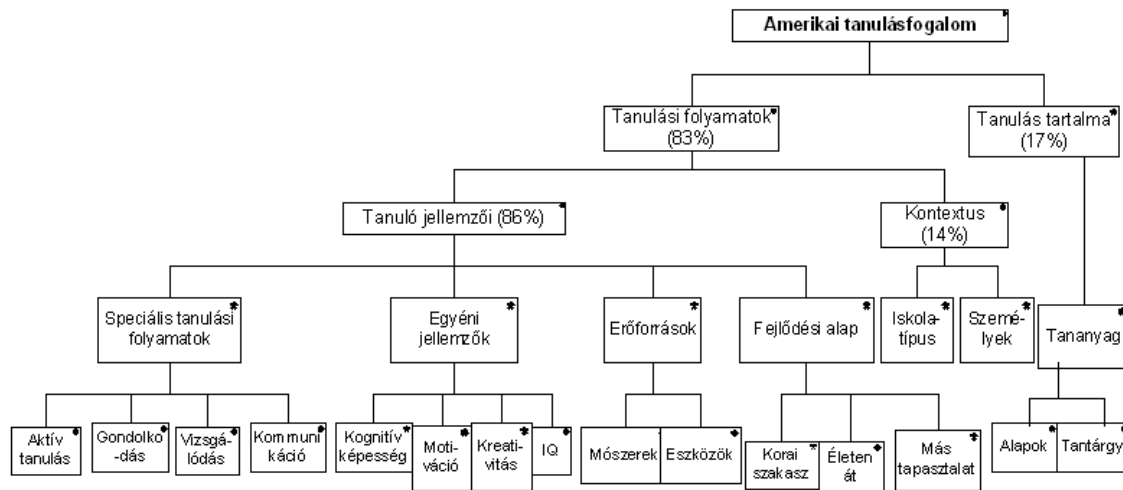 Amerikai tanulásfogalom
Tanulási folyamatok
(83%)
Tanulás tartalma
(17%)
Tanuló jellemzői (86%)
Kontextus
(14%)
Speciális tanulási
folyamatok
Egyéni
jellemzők
Erőforrások
Fejlődési alap
Iskola-
típus
Szemé-
lyek
Tananyag
Aktív
tanulás
Gondolko
-dás
Vizsgá-
lódás
Kommuni
káció
Kognitív
képesség
Moti-
váció
Kreati-
vitás
IQ
Mószerek
Eszközök
Korai
szakasz
Életen
át
Más
tapasztalat
Alapok
Tantárgy